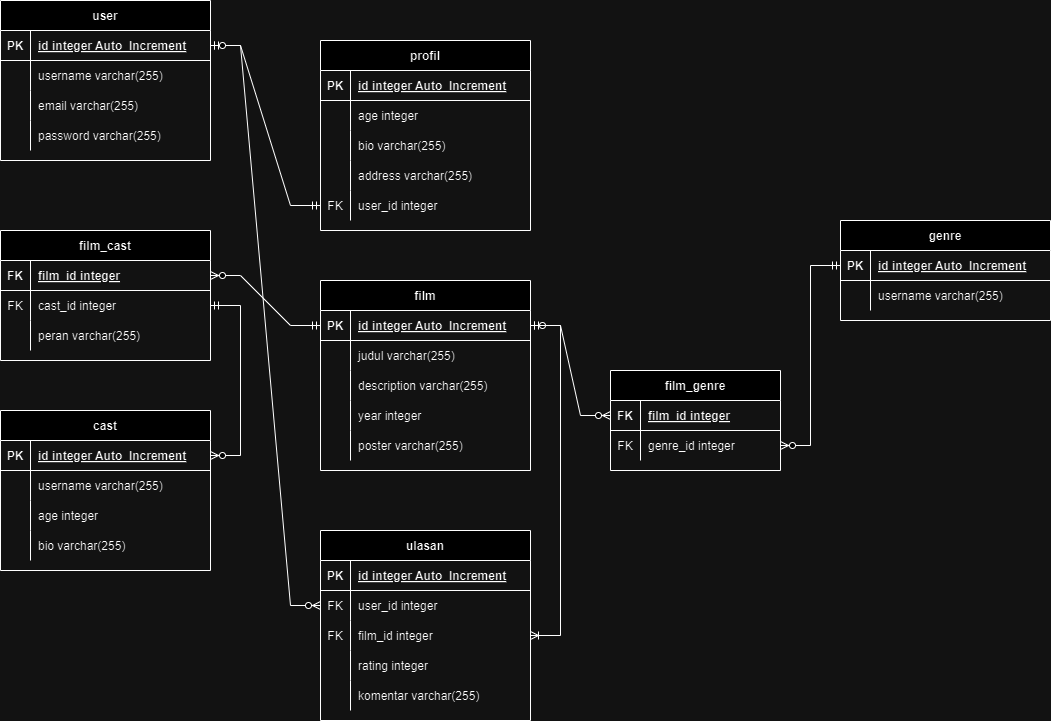 user
PK id integer Auto_Increment
username varchar(255)
email varchar(255)
password varchar(255)
profil
PK id integer Auto_Increment
age integer
bio varchar(255)
address varchar(255)
FK user_id integer
film_cast
FK film_id integer
FK cast_id integer
peran varchar(255)
film
PK id integer Auto_Increment
judul varchar(255)
description varchar(255)
year integer
poster varchar(255)
genre
PK id integer Auto_Increment
username varchar(255)
film_genre
FK film_id integer
FK genre_id integer
cast
PK id integer Auto_Increment
username varchar(255)
age integer
bio varchar(255)
ulasan
PK id integer Auto_Increment
FK user_id integer
FK film_id integer
rating integer
komentar varchar(255)